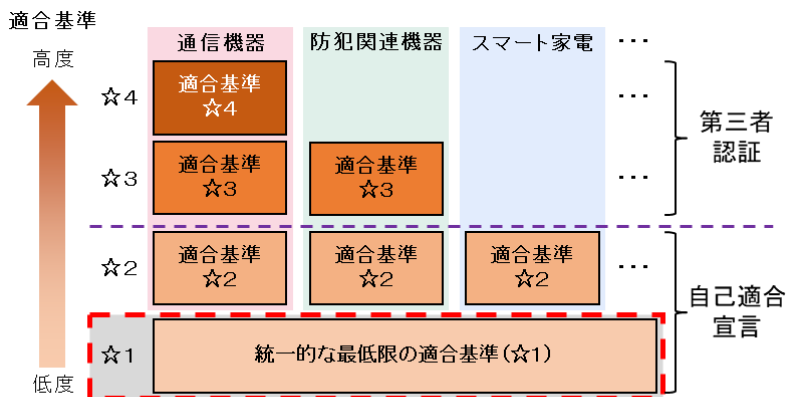 適合基準
高度
通信機器
防犯関連機器
スマート家電
…
☆4
適合基準
☆4
…
第三者
認証
☆3
適合基準
☆3
適合基準
☆3
…
☆2
適合基準
☆2
適合基準
☆2
適合基準
☆2
…
自己適合
宣言
☆1
統一的な最低限の適合基準(☆1)
低度